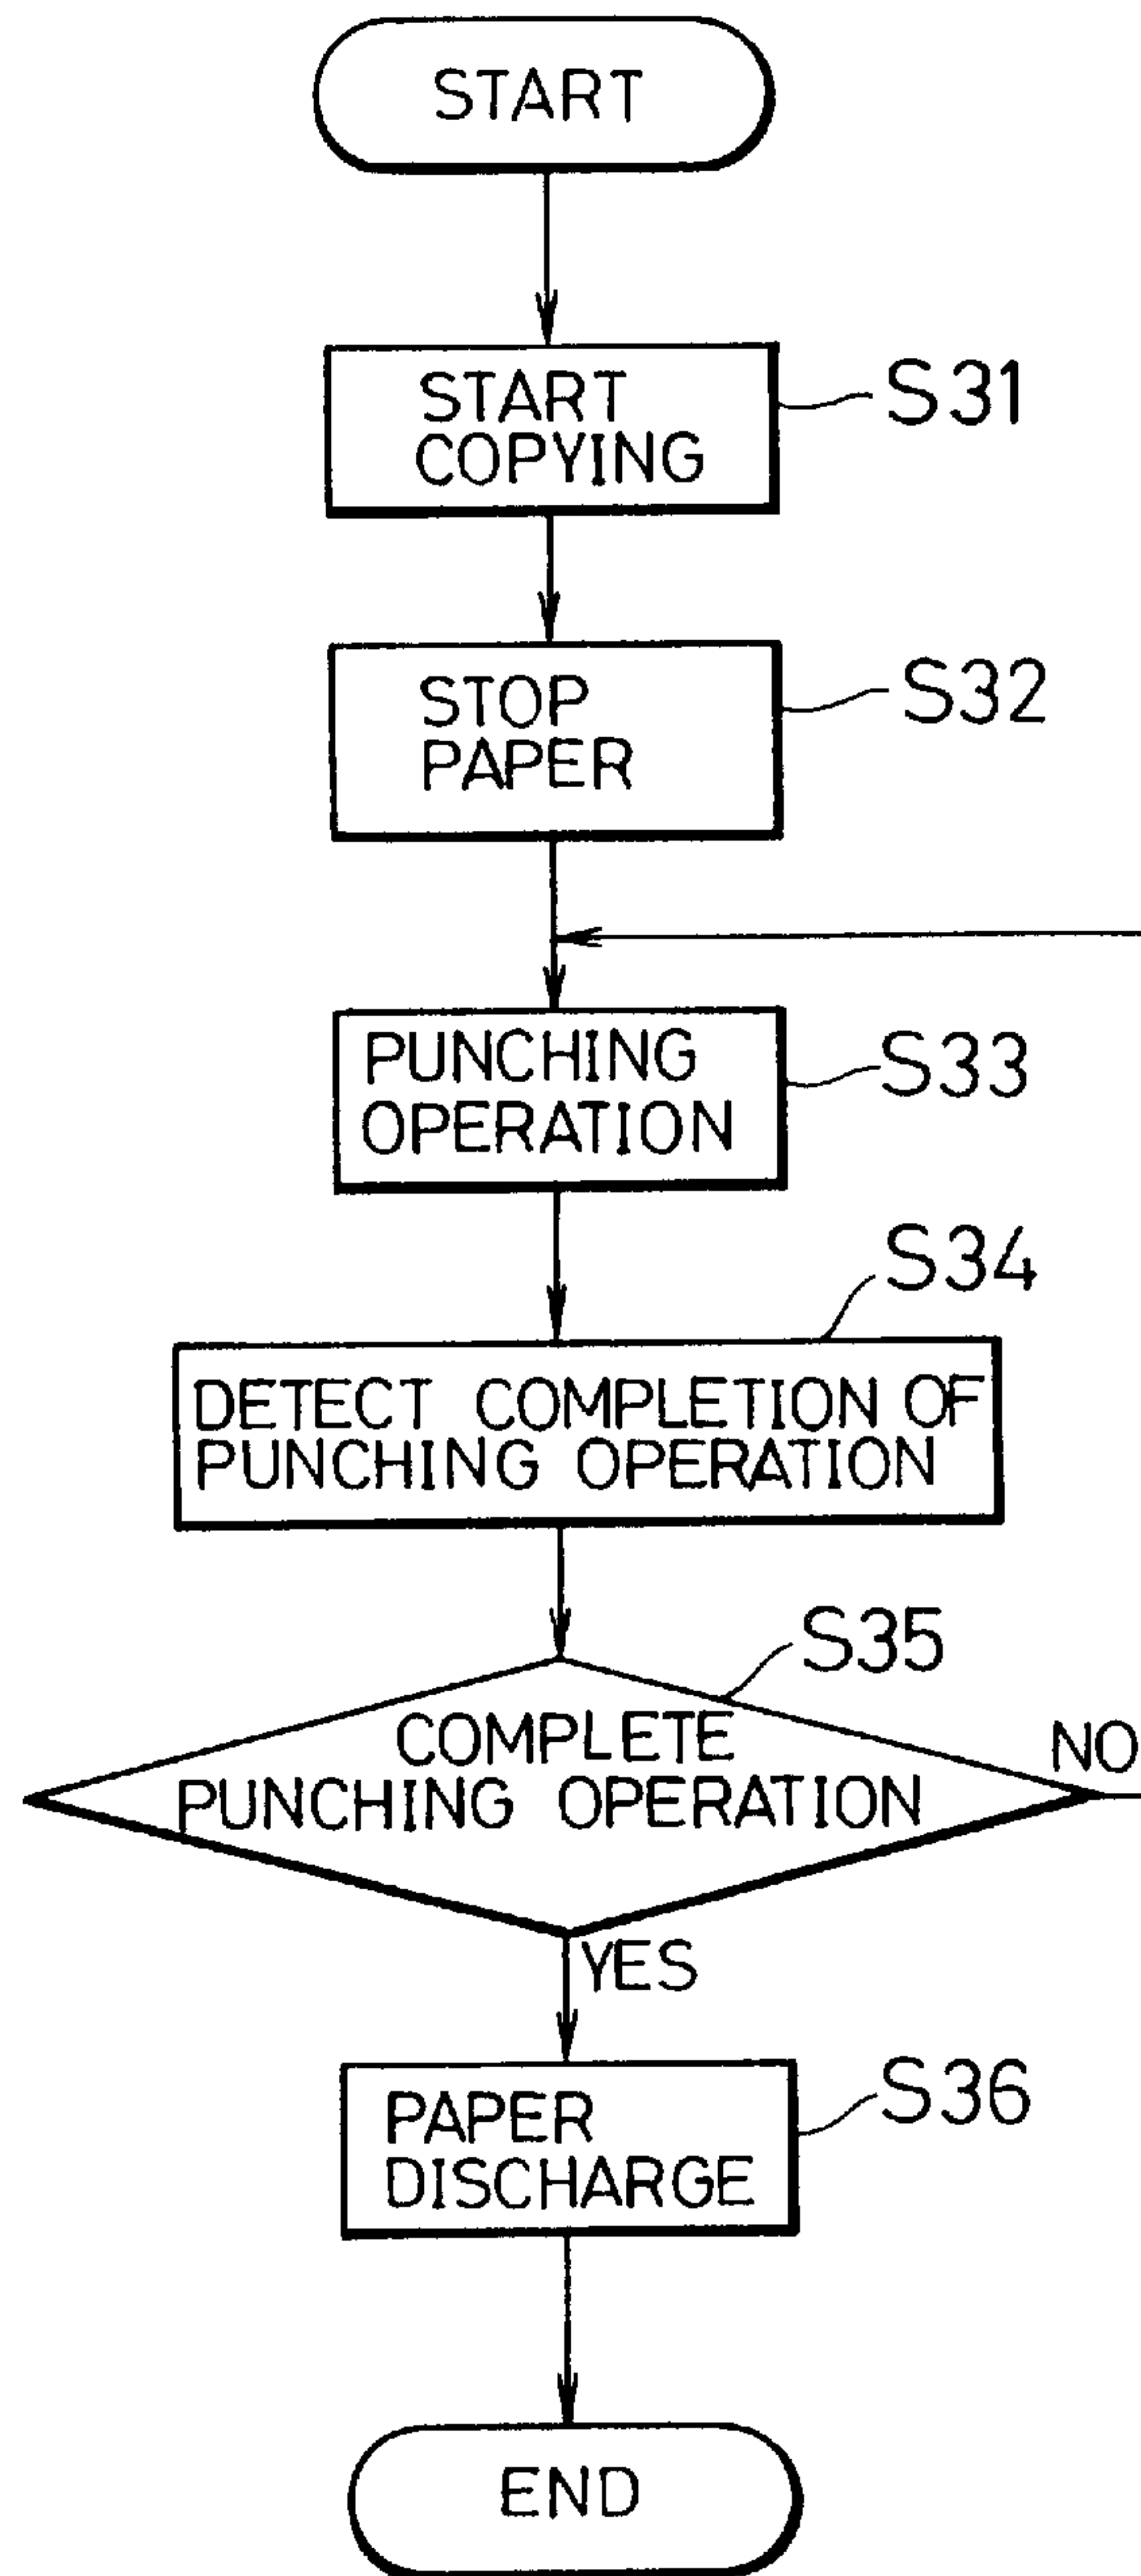 START
START
COPYING
S31
STOP
PAPER
S32
PUNCHING
OPERATION
S33
S34
DETECT COMPLETION OF
PUNCHING OPERATION
S35
COMPLETE
PUNCHING OPERATION
NO
YES
PAPER
DISCHARGE
S36
END